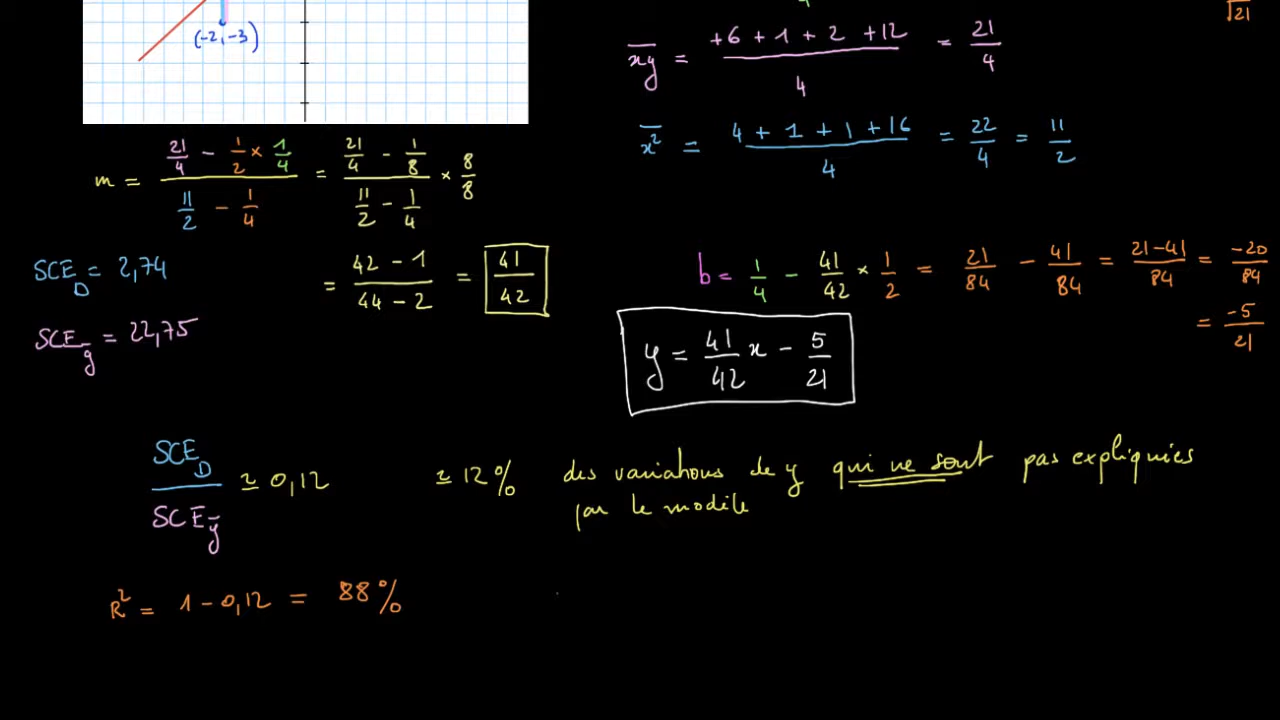 (-2,-3)
√21
x̄ȳ = (+6 + 1 + 2 + 12)/4 = 21/4
x̄² = (4 + 1 + 1 + 16)/4 = 22/4 = 11/2
m = (21/4 - 1/2 × 1/4)/(11/2 - 1/4) = (21/4 - 1/8)/(11/2 - 1/4) × 8/8
= (42 - 1)/(44 - 2) = 41/42
SCE_D = 2,74
SCE_ȳ = 22,75
b = 1/4 - 41/42 × 1/2 = 21/84 - 41/84 = (21-41)/84 = -20/84
= -5/21
y = 41/42 x - 5/21
SCE_D/SCE_ȳ ≃ 0,12 ≃ 12% des variations de y qui ne sont pas expliquées
par le modèle
R² = 1 - 0,12 = 88%